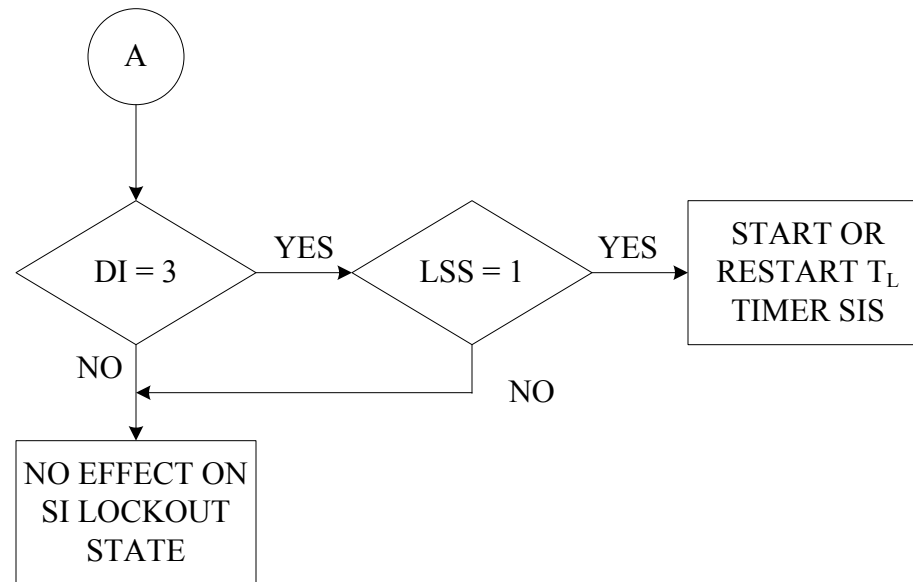 A
DI = 3
YES
LSS = 1
YES
START OR
RESTART T_L
TIMER SIS
NO
NO
NO EFFECT ON
SI LOCKOUT
STATE